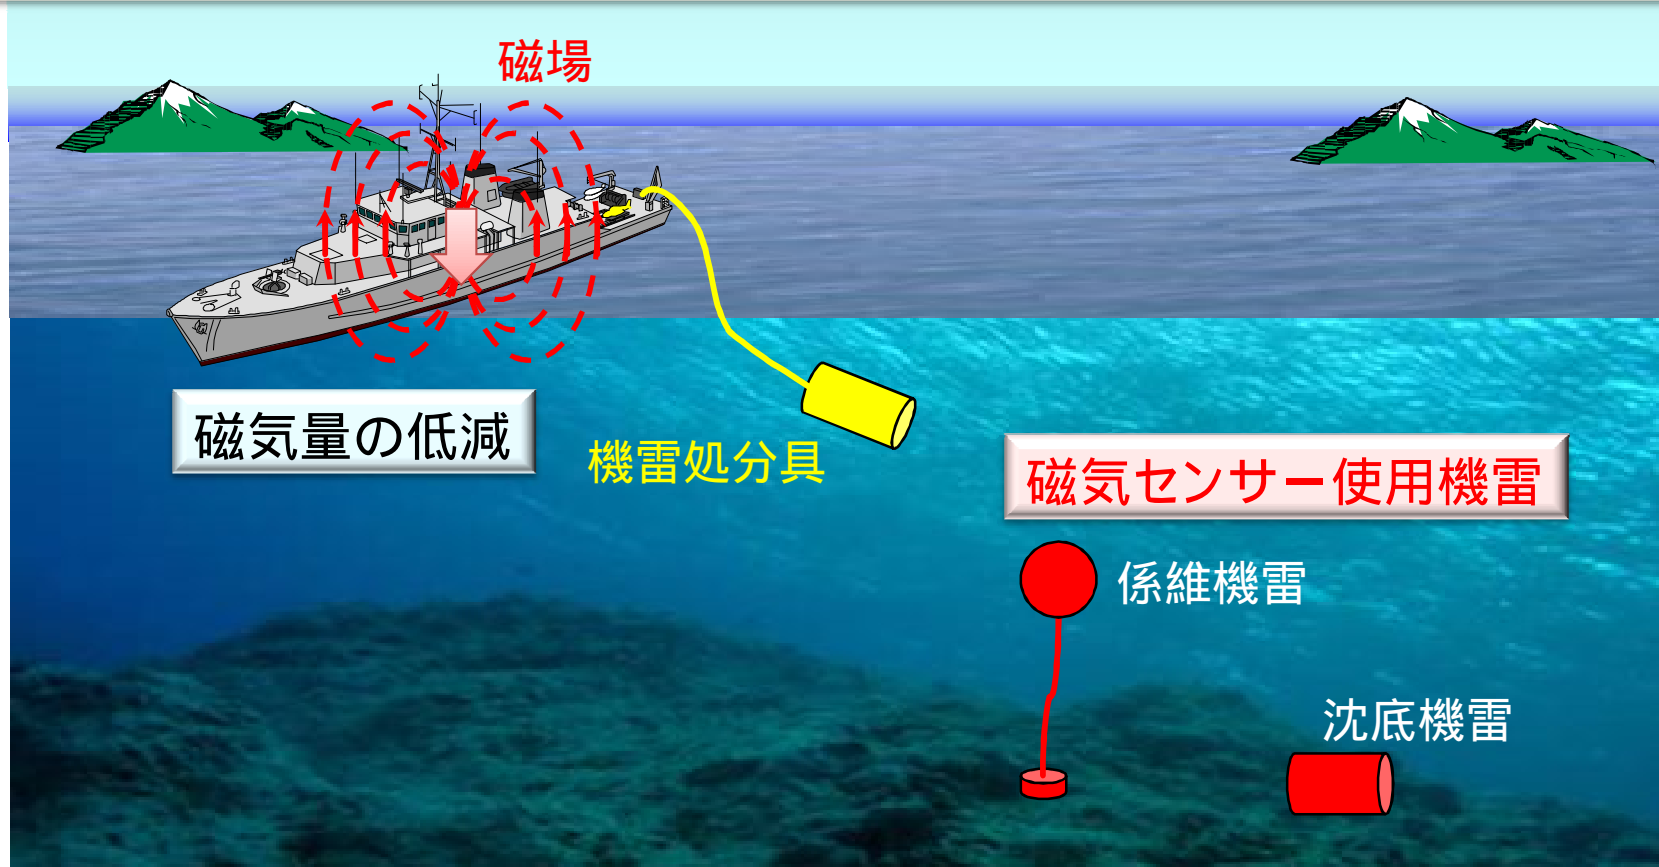 磁場
磁気量の低減
機雷処分具
磁気センサー使用機雷
係維機雷
沈底機雷